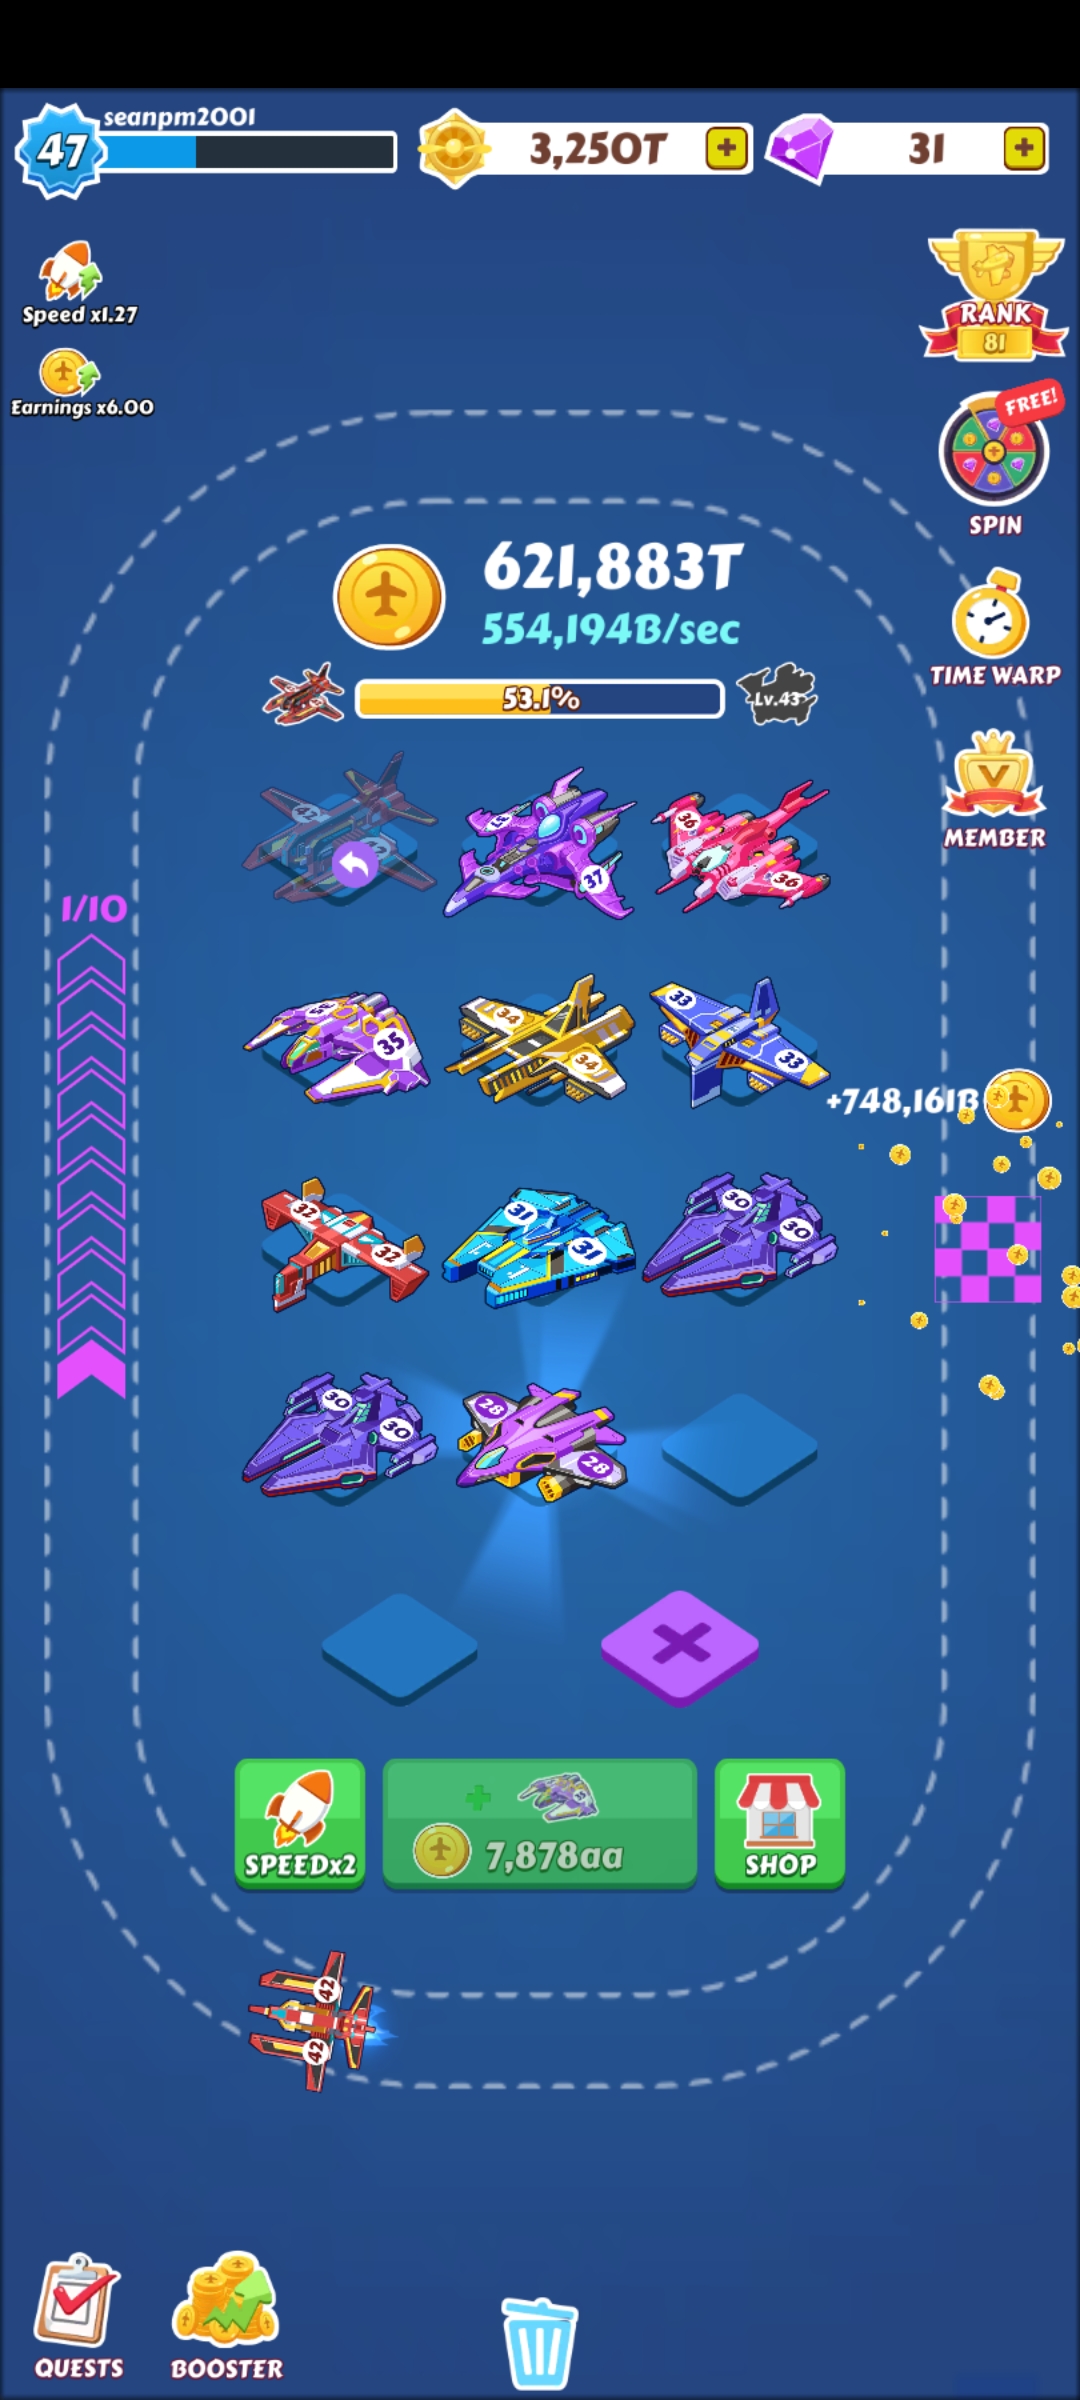 seanpm2001
47
3,250T
31
Speed x1.27
Earnings x6.00
RANK
81
FREE!
SPIN
TIME WARP
V
MEMBER
621,883T
554,194B/sec
53.1%
Lv.43
42
42
37
37
36
36
1/10
35
35
34
34
33
33
+748,161B
32
32
31
31
30
30
30
30
28
28
SPEEDx2
7,878aa
SHOP
42
42
QUESTS
BOOSTER